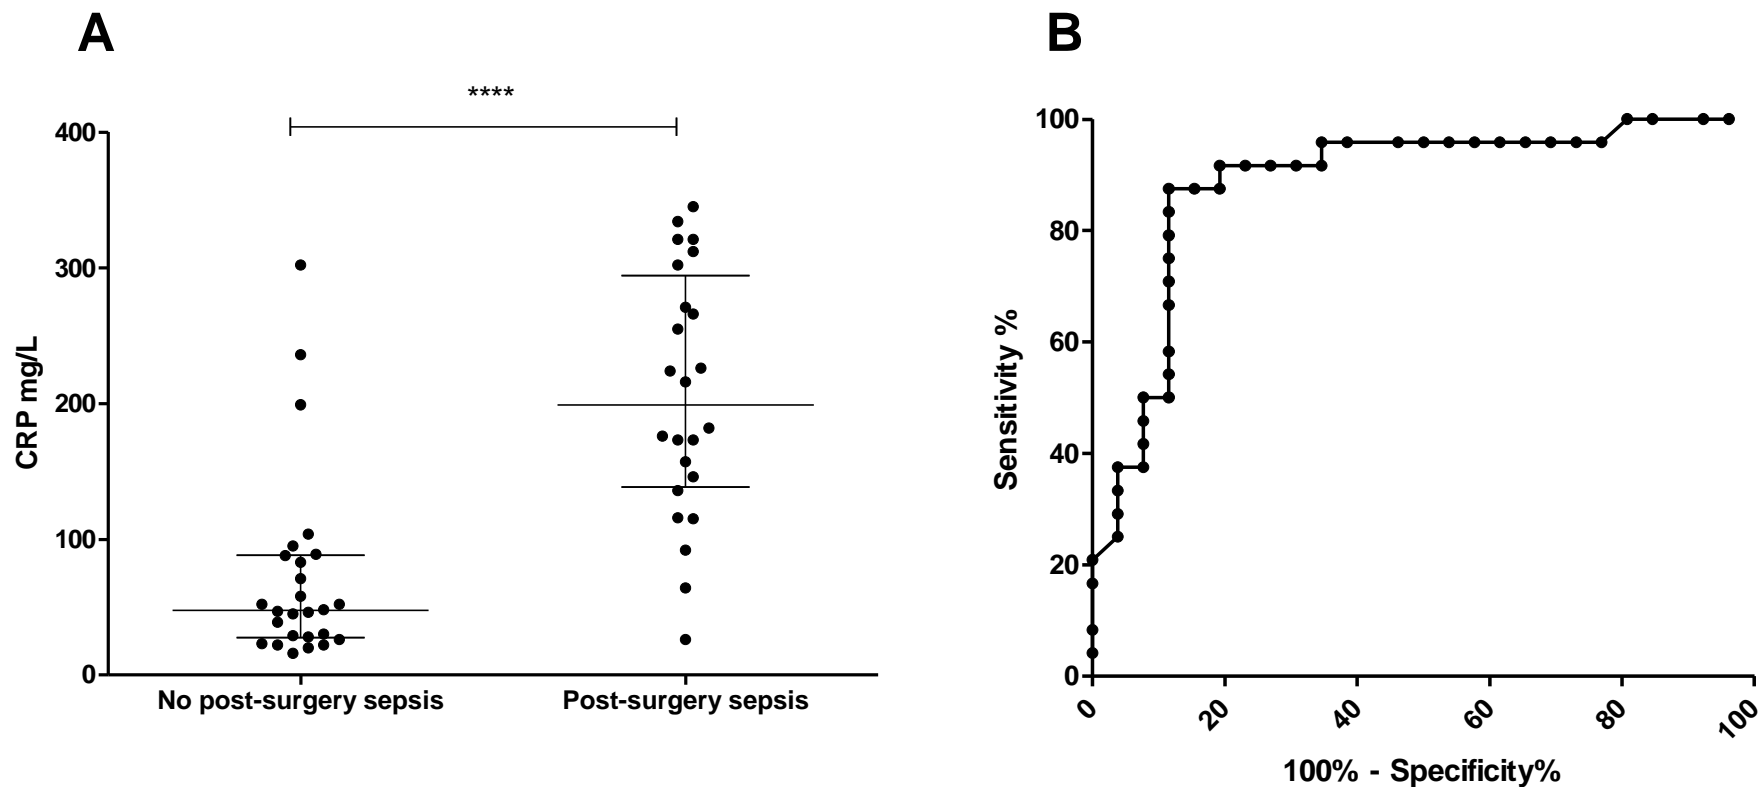 A
****
400
300
200
100
0
CRP mg/L
No post-surgery sepsis
Post-surgery sepsis
B
100
80
60
40
20
0
Sensitivity %
0
20
40
60
80
100
100% - Specificity%